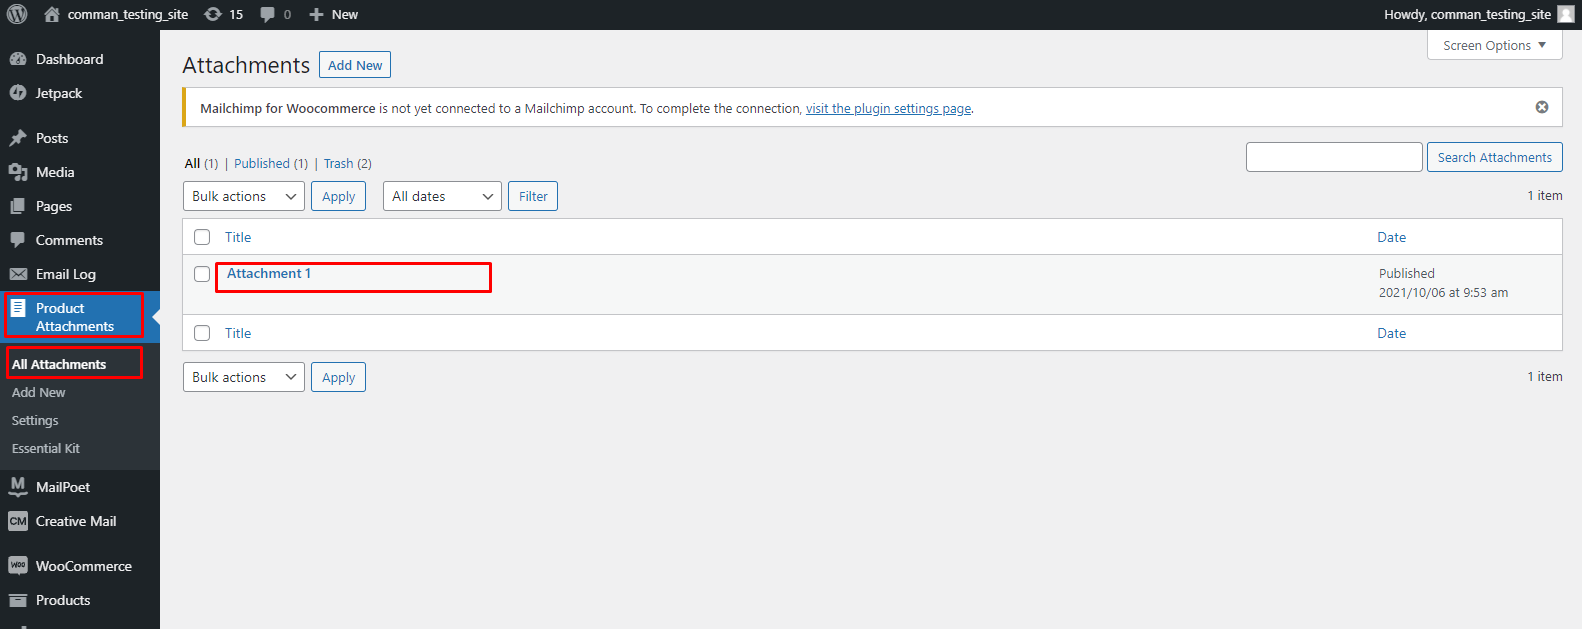 comman_testing_site 15 0 New Howdy, comman_testing_site
Dashboard
Jetpack
Posts
Media
Pages
Comments
Email Log
Product
Attachments
All Attachments
Add New
Settings
Essential Kit
MailPoet
CM Creative Mail
Woo WooCommerce
Products
Screen Options
Attachments Add New
Mailchimp for Woocommerce is not yet connected to a Mailchimp account. To complete the connection, visit the plugin settings page.
All (1) | Published (1) | Trash (2)
Search Attachments
Bulk actions Apply All dates Filter 1 item
Title Date
Attachment 1 Published
2021/10/06 at 9:53 am
Title Date
Bulk actions Apply 1 item